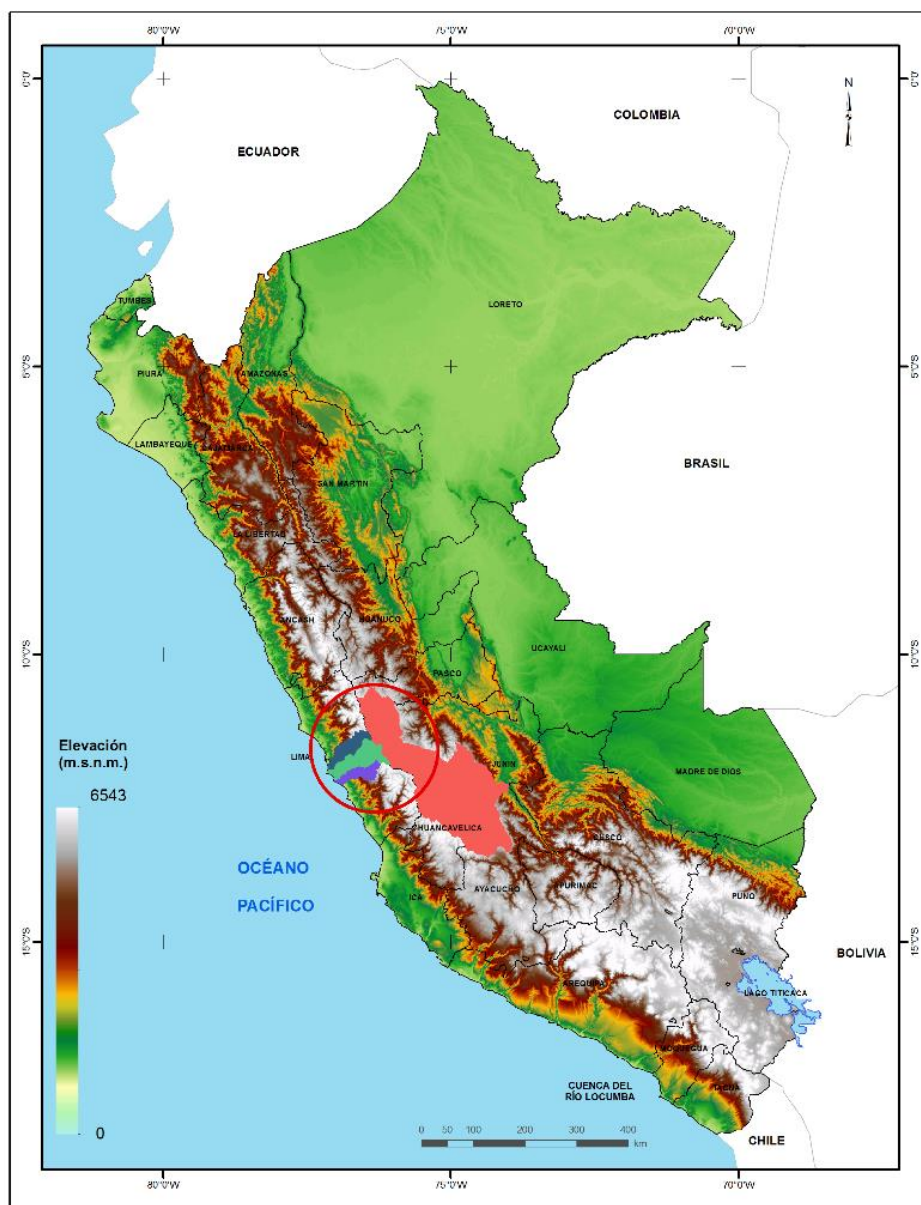 80°0'W 75°0'W 70°0'W
0°0' 0°0'
N
COLOMBIA
ECUADOR
TUMBES
LORETO
5°0'S 5°0'S
PIURA
AMAZONAS
LAMBAYEQUE
CAJAMARCA
BRASIL
SAN MARTIN
LA LIBERTAD
ANCASH
HUANUCO
10°0'S 10°0'S
UCAYALI
PASCO
Elevación
(m.s.n.m.)
LIMA
JUNIN
MADRE DE DIOS
6543
HUANCAVELICA
CUSCO
OCÉANO
PACÍFICO
AYACUCHO
APURIMAC
PUNO
ICA
15°0'S 15°0'S
BOLIVIA
LAGO TITICACA
AREQUIPA
MOQUEGUA
CUENCA DEL
RÍO LOCUMBA
TACNA
0
0 50 100 200 300 400
km
CHILE
80°0'W 75°0'W 70°0'W